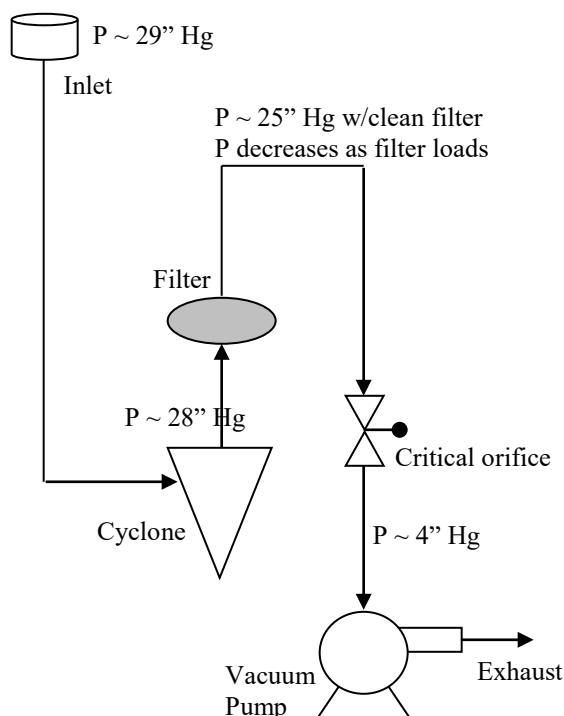 P ~ 29” Hg
Inlet
P ~ 25” Hg w/clean filter
P decreases as filter loads
Filter
P ~ 28” Hg
Critical orifice
Cyclone
P ~ 4” Hg
Exhaust
Vacuum
Pump